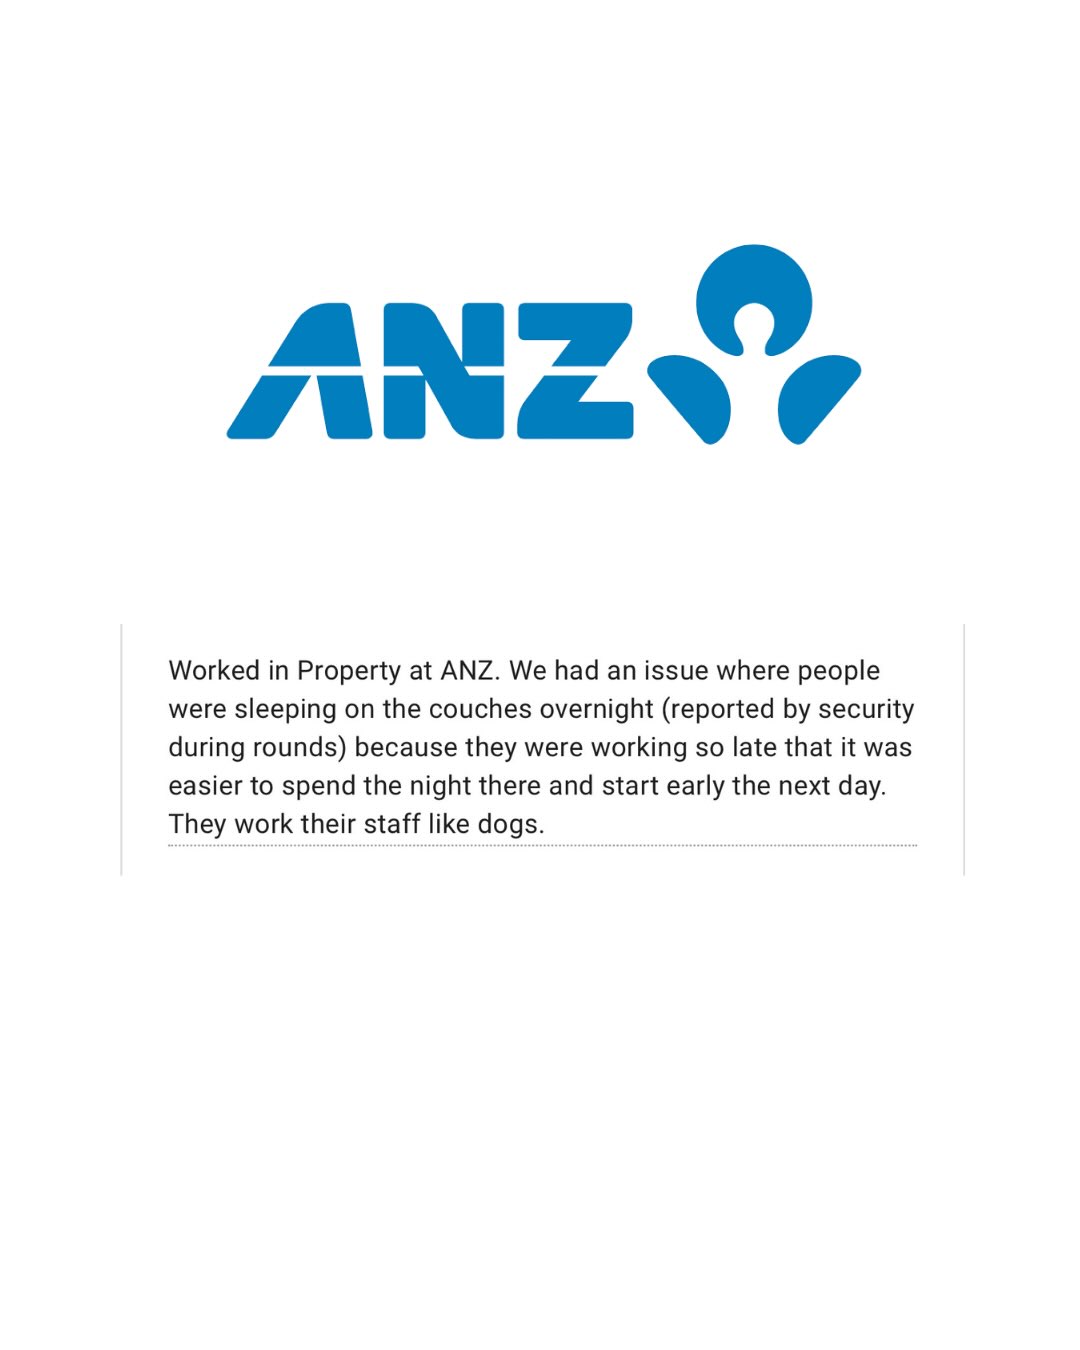 ANZ
Worked in Property at ANZ. We had an issue where people
were sleeping on the couches overnight (reported by security
during rounds) because they were working so late that it was
easier to spend the night there and start early the next day.
They work their staff like dogs.